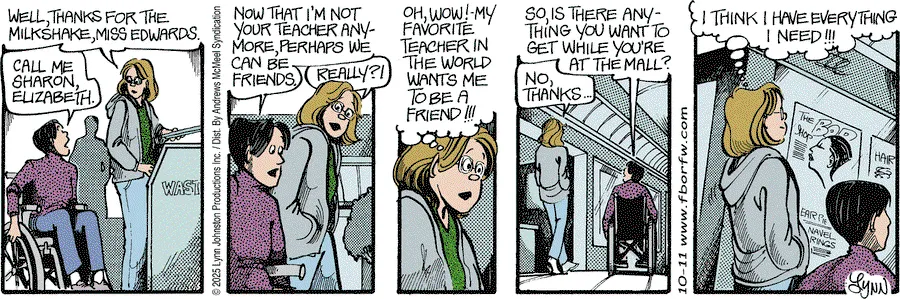 WELL, THANKS FOR THE
MILKSHAKE, MISS EDWARDS.
CALL ME
SHARON,
ELIZABETH.
WAST
© 2025 Lynn Johnston Productions Inc. / Dist. By Andrews McMeel Syndication
NOW THAT I'M NOT
YOUR TEACHER ANY-
MORE, PERHAPS WE
CAN BE
FRIENDS.
REALLY?!
OH, WOW! -MY
FAVORITE
TEACHER IN
THE WORLD
WANTS ME
TO BE A
FRIEND!!!
SO, IS THERE ANY-
THING YOU WANT TO
GET WHILE YOU'RE
AT THE MALL?
NO,
THANKS...
10-11 www.fborfw.com
I THINK I HAVE EVERYTHING
I NEED!!!
THE
BOD
SHOP
HAIR
EAR PIE
NAVEL
RINGS
LYNN